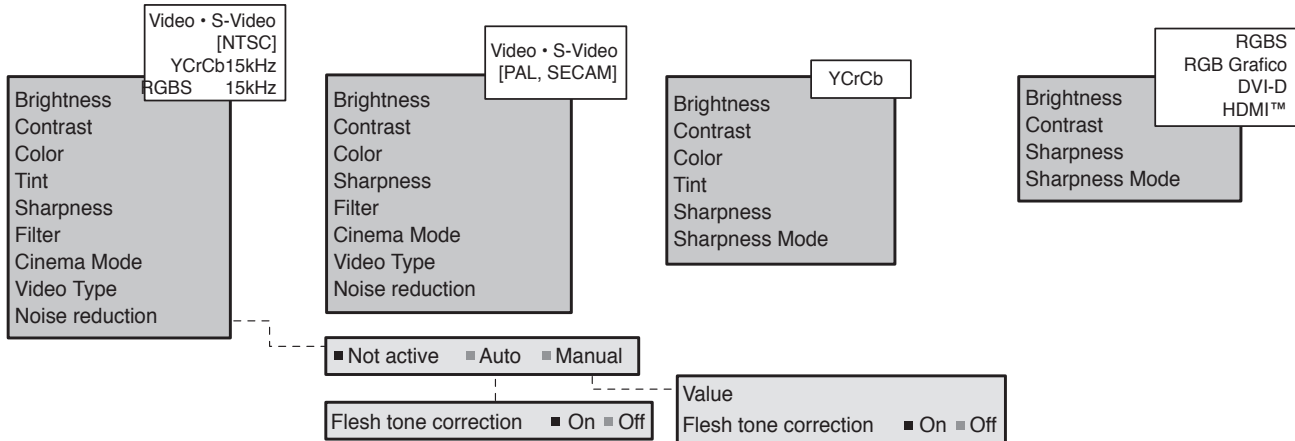 Video • S-Video
[NTSC]
YCrCb15kHz
RGBS 15kHz
Brightness
Contrast
Color
Tint
Sharpness
Filter
Cinema Mode
Video Type
Noise reduction
Video • S-Video
[PAL, SECAM]
Brightness
Contrast
Color
Sharpness
Filter
Cinema Mode
Video Type
Noise reduction
YCrCb
Brightness
Contrast
Color
Tint
Sharpness
Sharpness Mode
RGBS
RGB Grafico
DVI-D
HDMI™
Brightness
Contrast
Sharpness
Sharpness Mode
Not active Auto Manual
Flesh tone correction On Off
Value
Flesh tone correction On Off